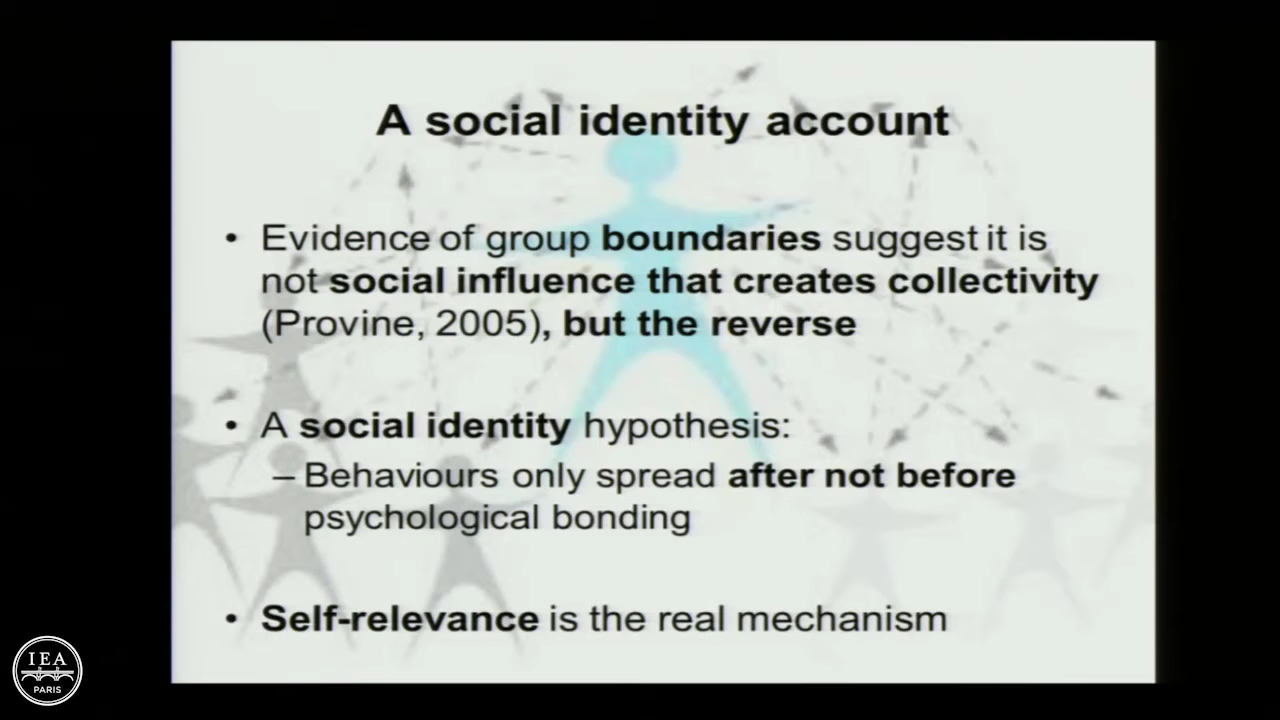 A social identity account
• Evidence of group boundaries suggest it is
not social influence that creates collectivity
(Provine, 2005), but the reverse
• A social identity hypothesis:
– Behaviours only spread after not before
psychological bonding
• Self-relevance is the real mechanism
IEA
PARIS